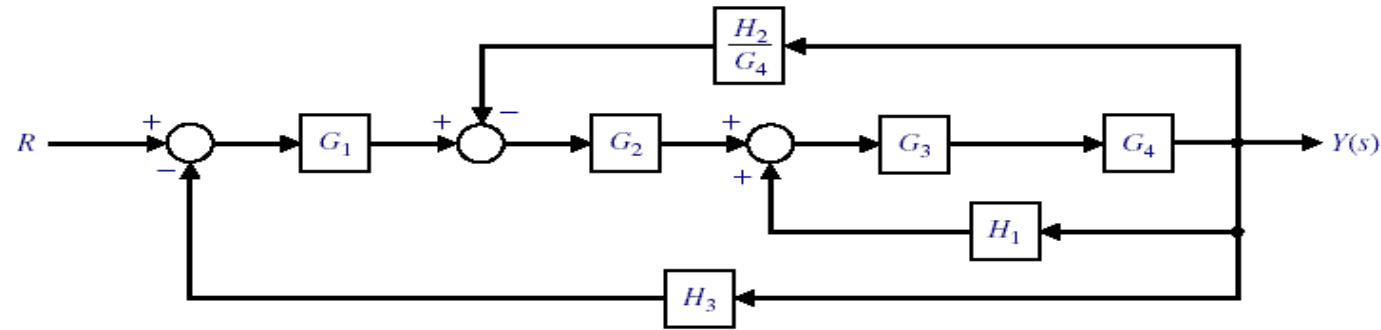 H₂
G₄
+ − + +
R G₁ G₂ G₃ G₄ Y(s)
− +
H₁
H₃